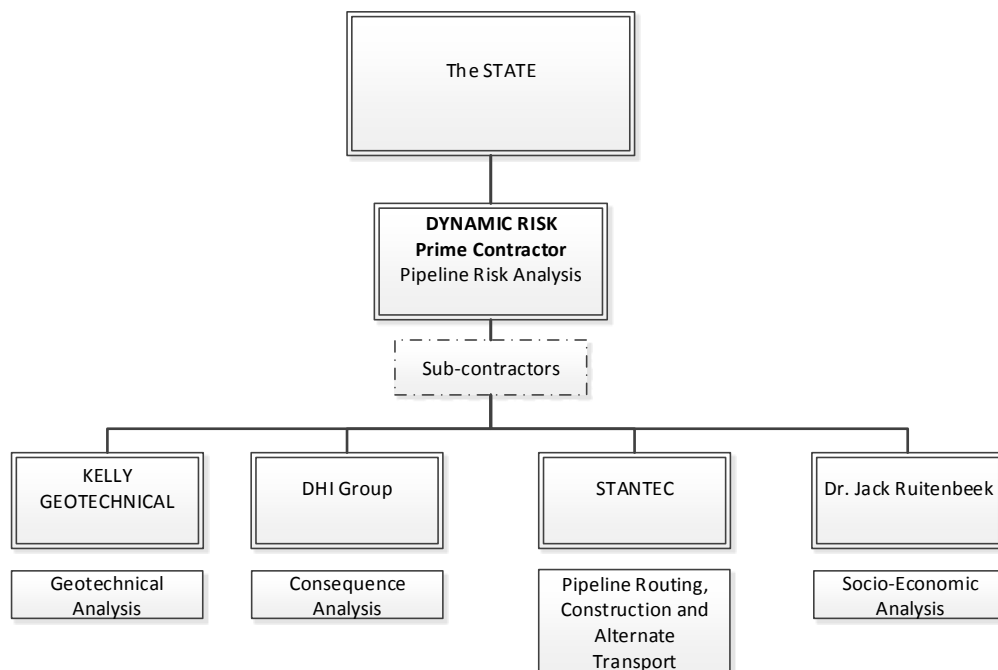 The STATE
DYNAMIC RISK
Prime Contractor
Pipeline Risk Analysis
Sub-contractors
KELLY
GEOTECHNICAL
DHI Group
STANTEC
Dr. Jack Ruitenbeek
Geotechnical
Analysis
Consequence
Analysis
Pipeline Routing,
Construction and
Alternate
Transport
Socio-Economic
Analysis